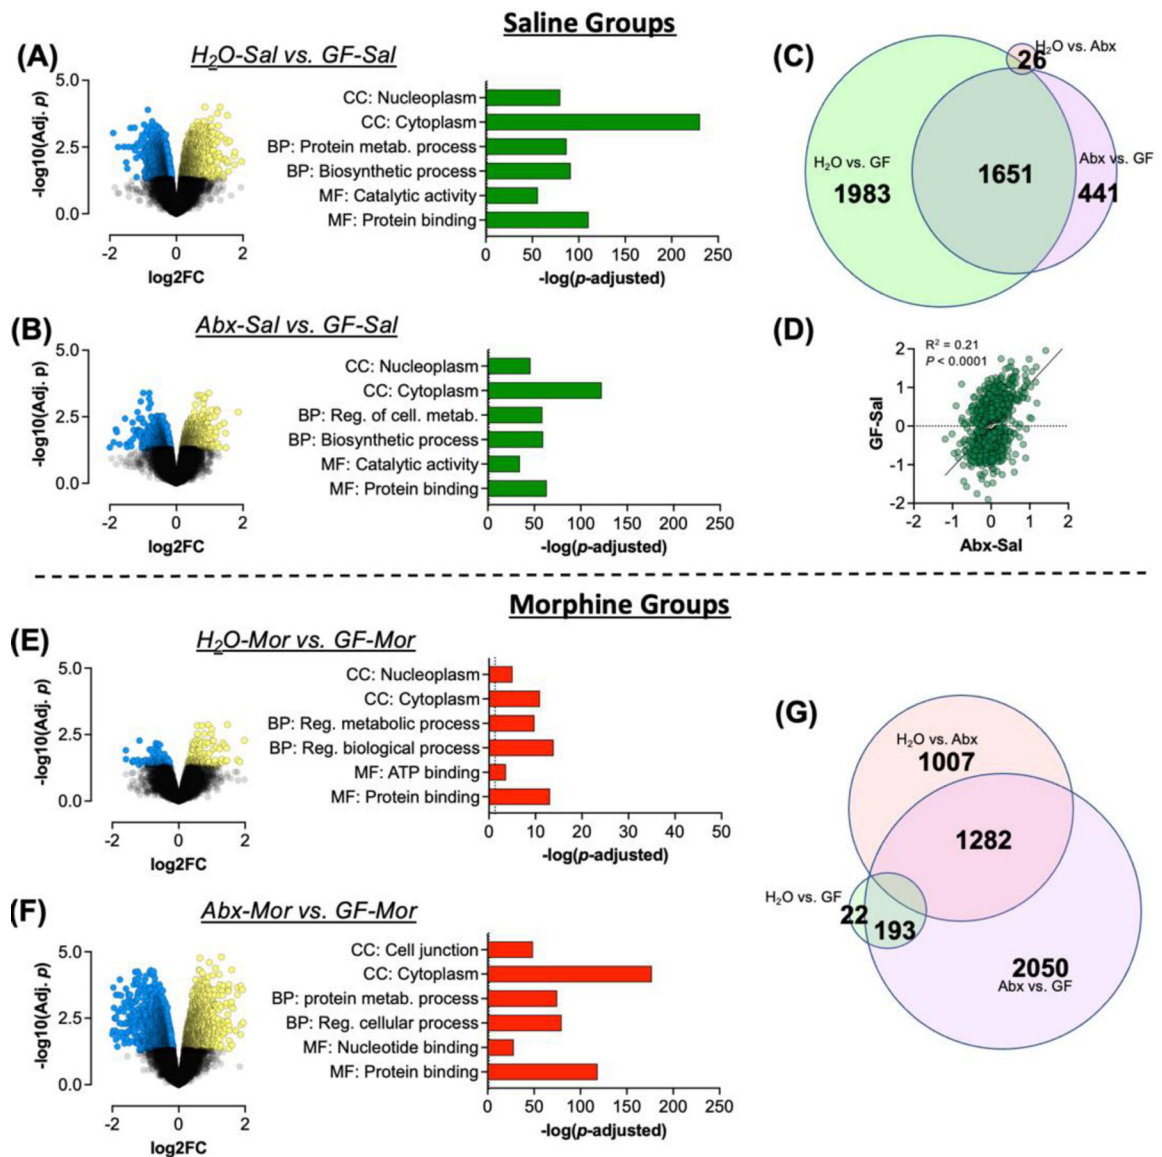 Saline Groups
(A)
H2O-Sal vs. GF-Sal
-log10(Adj. p)
5.0
2.5
0.0
-2 0 2
log2FC
CC: Nucleoplasm
CC: Cytoplasm
BP: Protein metab. process
BP: Biosynthetic process
MF: Catalytic activity
MF: Protein binding
0 50 100 150 200 250
-log(p-adjusted)
(C)
H2O vs. Abx
26
H2O vs. GF
1983
1651
Abx vs. GF
441
(B)
Abx-Sal vs. GF-Sal
-log10(Adj. p)
5.0
2.5
0.0
-2 0 2
log2FC
CC: Nucleoplasm
CC: Cytoplasm
BP: Reg. of cell. metab.
BP: Biosynthetic process
MF: Catalytic activity
MF: Protein binding
0 50 100 150 200 250
-log(p-adjusted)
(D)
R² = 0.21
P < 0.0001
GF-Sal
2
1
0
-1
-2
-2 -1 0 1 2
Abx-Sal
Morphine Groups
(E)
H2O-Mor vs. GF-Mor
-log10(Adj. p)
5.0
2.5
0.0
-2 0 2
log2FC
CC: Nucleoplasm
CC: Cytoplasm
BP: Reg. metabolic process
BP: Reg. biological process
MF: ATP binding
MF: Protein binding
0 10 20 30 40 50
-log(p-adjusted)
(G)
H2O vs. Abx
1007
1282
H2O vs. GF
22
193
2050
Abx vs. GF
(F)
Abx-Mor vs. GF-Mor
-log10(Adj. p)
5.0
2.5
0.0
-2 0 2
log2FC
CC: Cell junction
CC: Cytoplasm
BP: protein metab. process
BP: Reg. cellular process
MF: Nucleotide binding
MF: Protein binding
0 50 100 150 200 250
-log(p-adjusted)